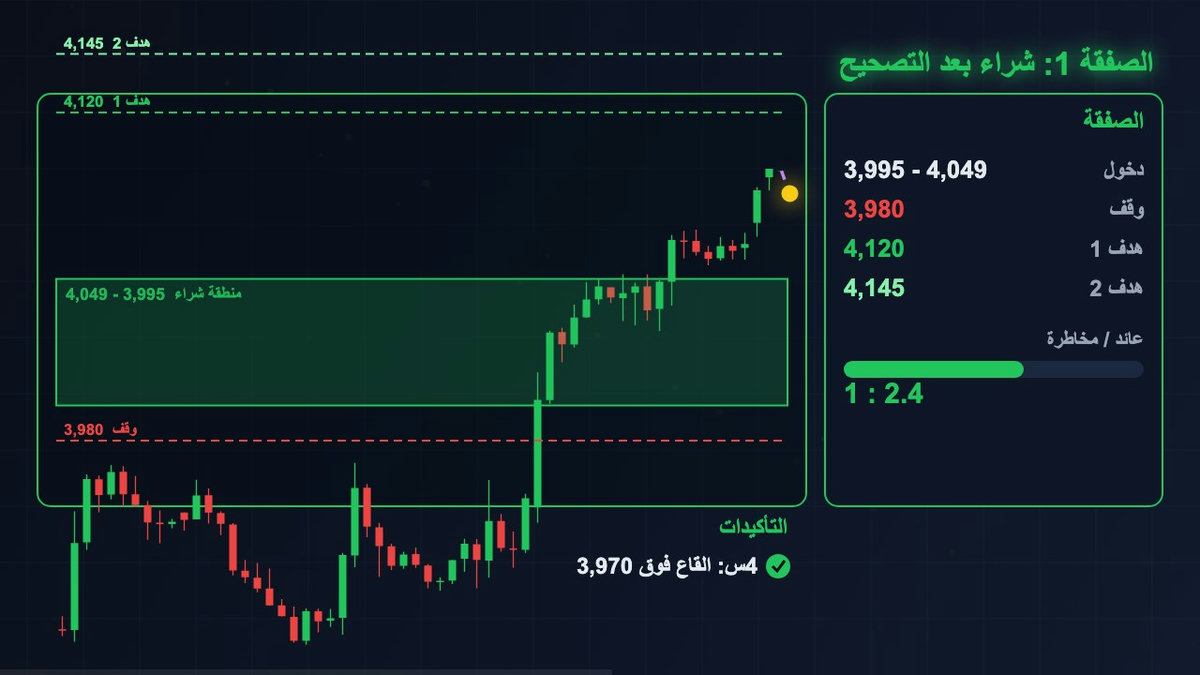 الصفقة 1: شراء بعد التصحيح
الصفقة
دخول 3,995 - 4,049
وقف 3,980
هدف 1 4,120
هدف 2 4,145
عائد / مخاطرة
1 : 2.4
هدف 2 4,145
هدف 1 4,120
منطقة شراء 3,995 - 4,049
وقف 3,980
التأكيدات
4س: القاع فوق 3,970